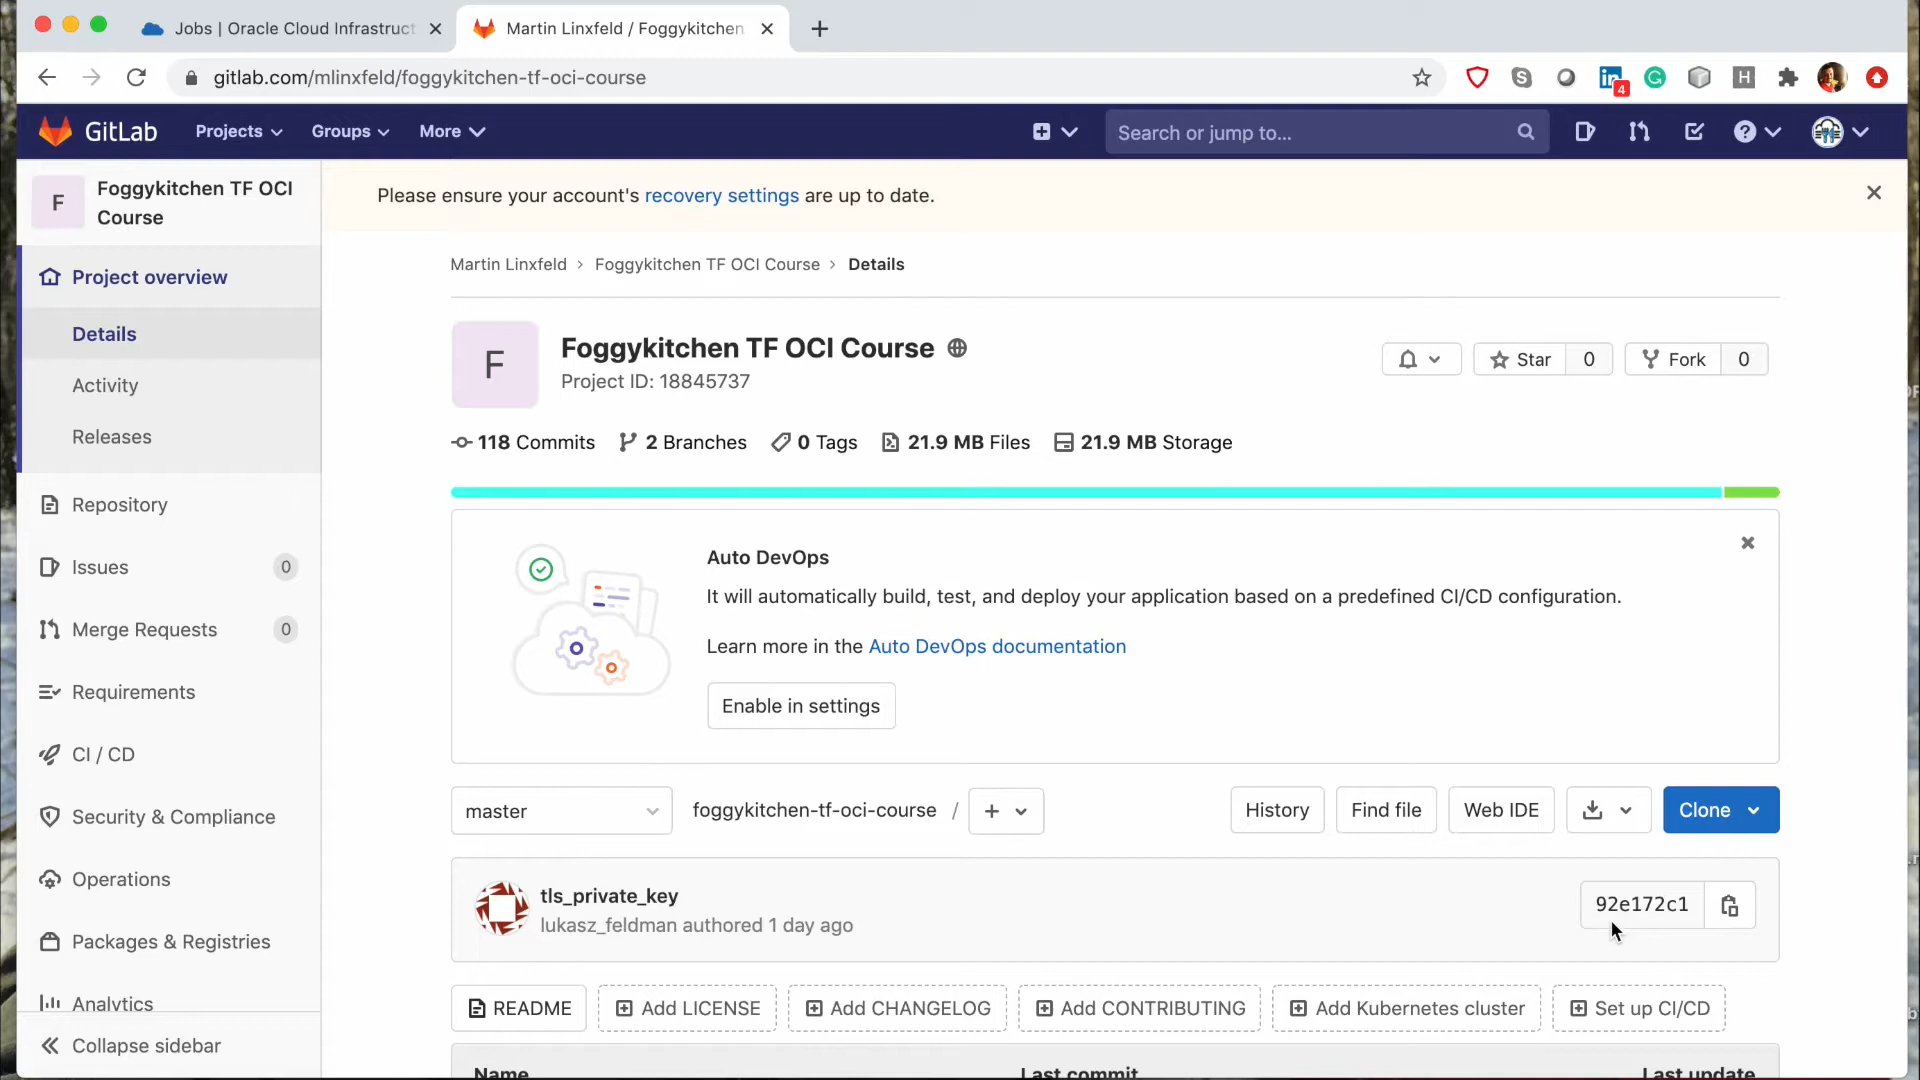 Jobs | Oracle Cloud Infrastruct
Martin Linxfeld / Foggykitchen
gitlab.com/mlinxfeld/foggykitchen-tf-oci-course
4
H
GitLab
Projects
Groups
More
Search or jump to...
F
Foggykitchen TF OCI
Course
Please ensure your account's recovery settings are up to date.
Project overview
Details
Activity
Releases
Repository
Issues 0
Merge Requests 0
Requirements
CI / CD
Security & Compliance
Operations
Packages & Registries
Analytics
Collapse sidebar
Martin Linxfeld > Foggykitchen TF OCI Course > Details
F
Foggykitchen TF OCI Course
Project ID: 18845737
Star 0
Fork 0
118 Commits 2 Branches 0 Tags 21.9 MB Files 21.9 MB Storage
Auto DevOps
It will automatically build, test, and deploy your application based on a predefined CI/CD configuration.
Learn more in the Auto DevOps documentation
Enable in settings
master
foggykitchen-tf-oci-course /
History
Find file
Web IDE
Clone
tls_private_key
lukasz_feldman authored 1 day ago
92e172c1
README
Add LICENSE
Add CHANGELOG
Add CONTRIBUTING
Add Kubernetes cluster
Set up CI/CD
Name Last commit Last update